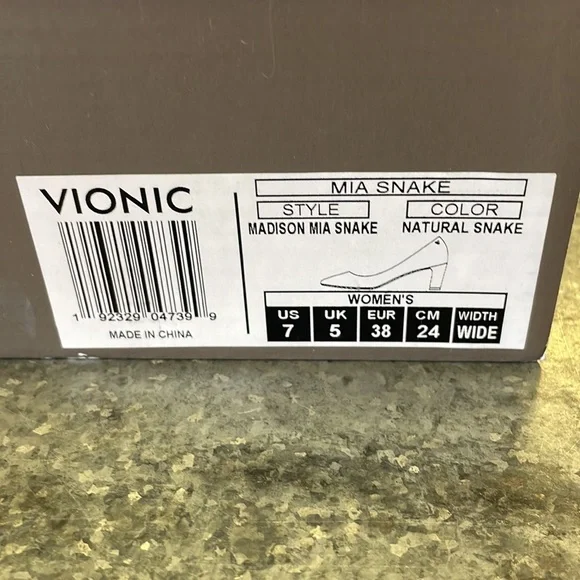 VIONIC
1 92329 04739 9
MADE IN CHINA
MIA SNAKE
STYLE COLOR
MADISON MIA SNAKE NATURAL SNAKE
WOMEN'S
US UK EUR CM WIDTH
7 5 38 24 WIDE